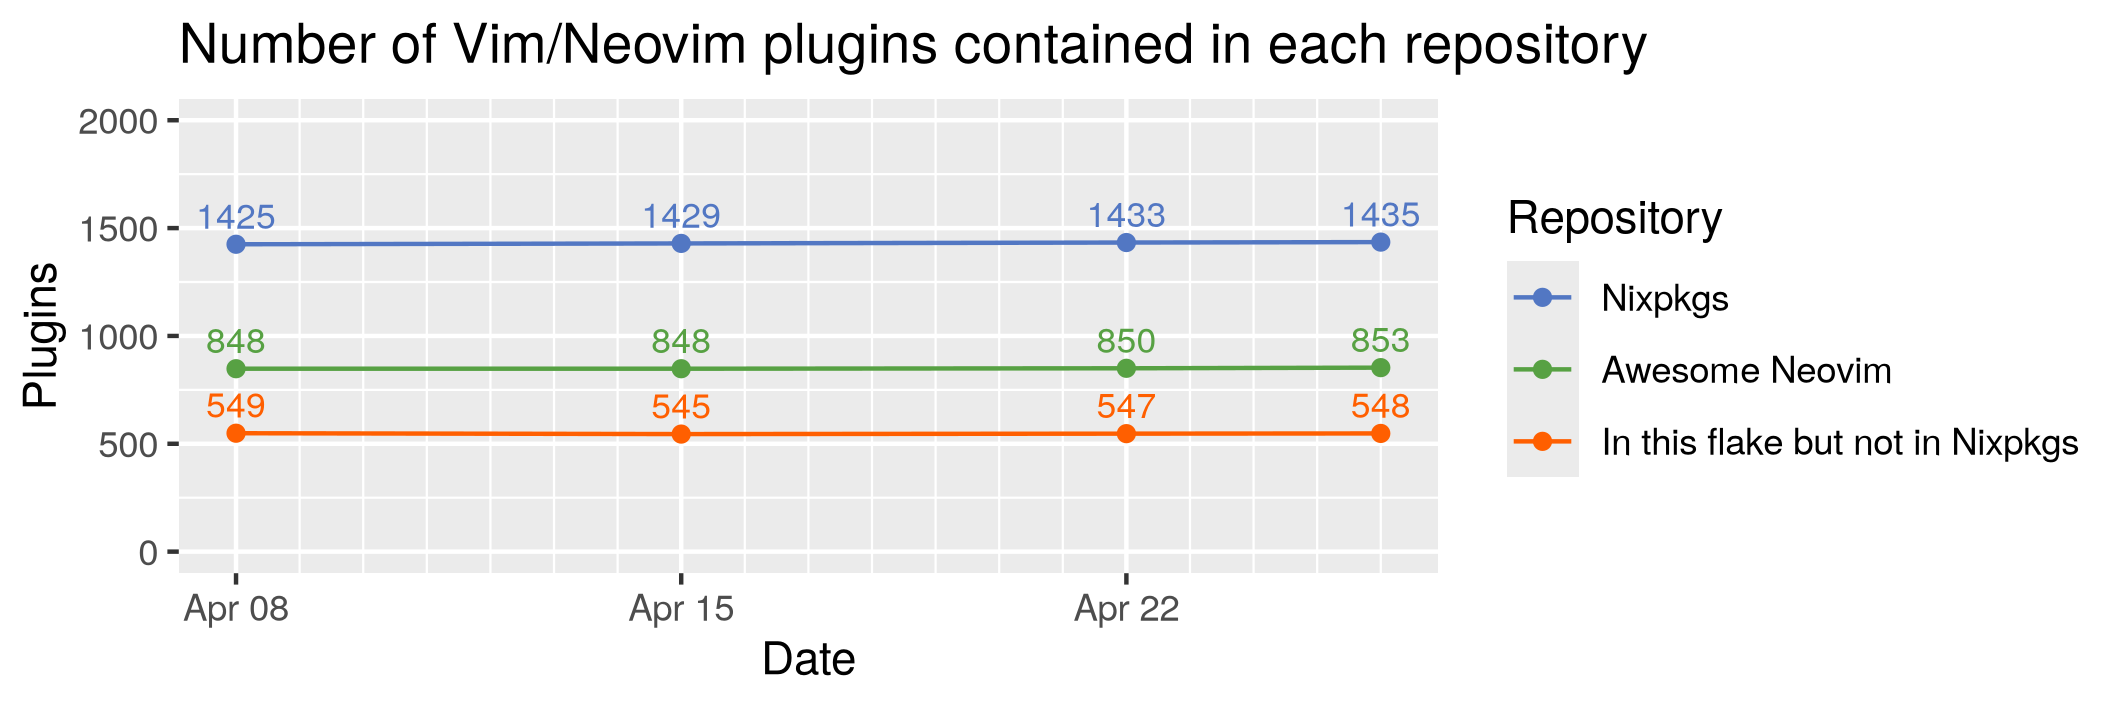 Number of Vim/Neovim plugins contained in each repository
2000
1500
1000
500
0
Plugins
1425
1429
1433
1435
848
848
850
853
549
545
547
548
Apr 08
Apr 15
Apr 22
Date
Repository
Nixpkgs
Awesome Neovim
In this flake but not in Nixpkgs